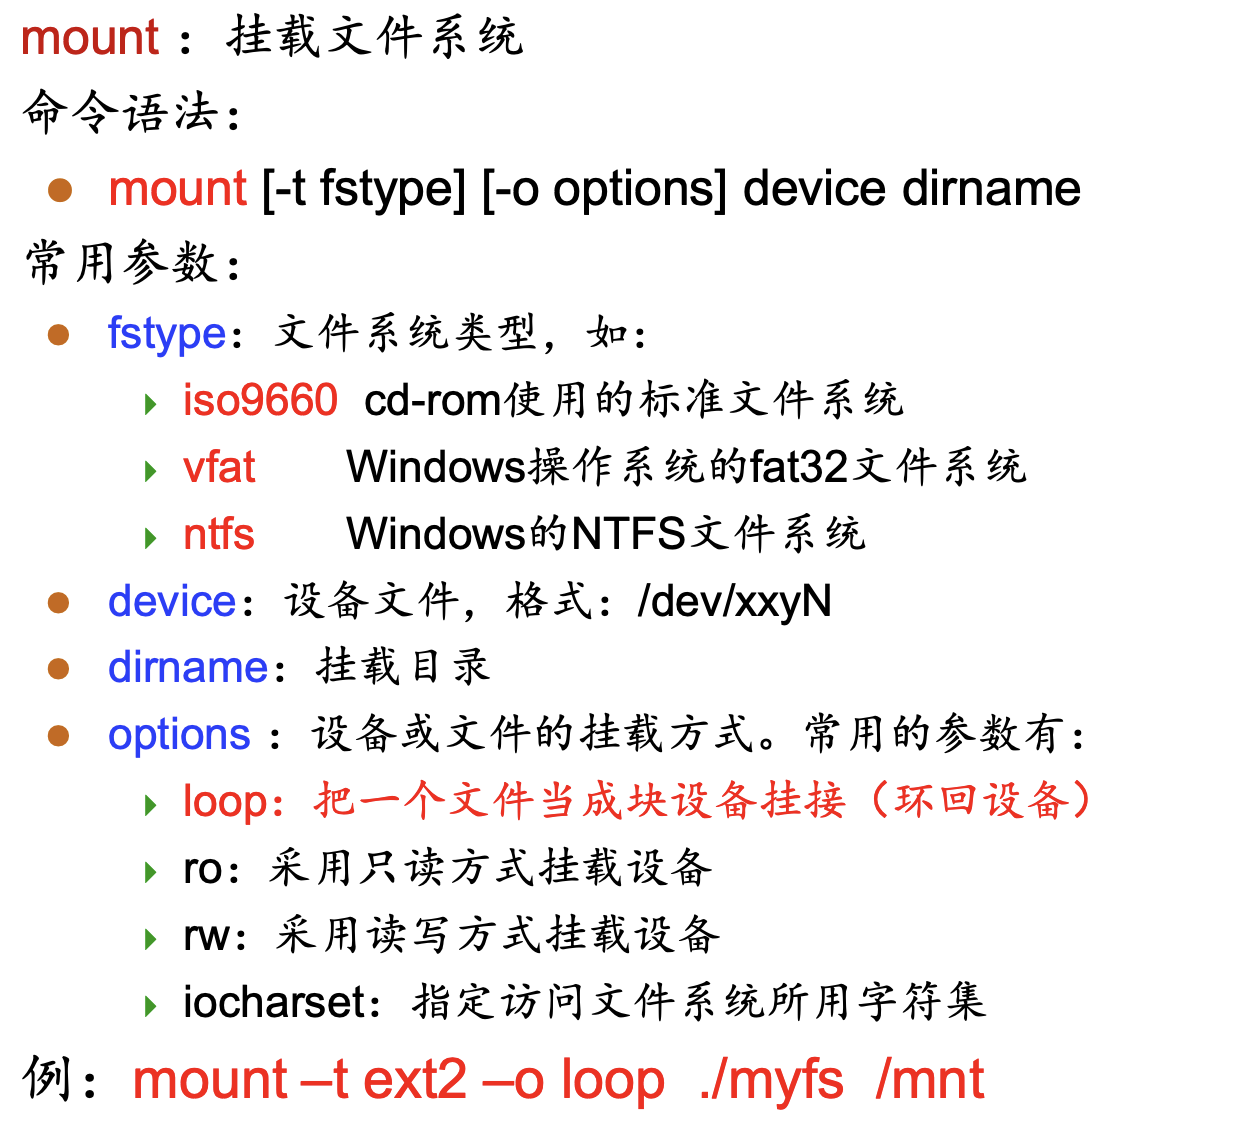 mount ：挂载文件系统
命令语法：
mount [-t fstype] [-o options] device dirname
常用参数：
fstype：文件系统类型，如：
iso9660 cd-rom使用的标准文件系统
vfat Windows操作系统的fat32文件系统
ntfs Windows的NTFS文件系统
device：设备文件，格式：/dev/xxyN
dirname：挂载目录
options ：设备或文件的挂载方式。常用的参数有：
loop：把一个文件当成块设备挂接（环回设备）
ro：采用只读方式挂载设备
rw：采用读写方式挂载设备
iocharset：指定访问文件系统所用字符集
例：mount –t ext2 –o loop ./myfs /mnt